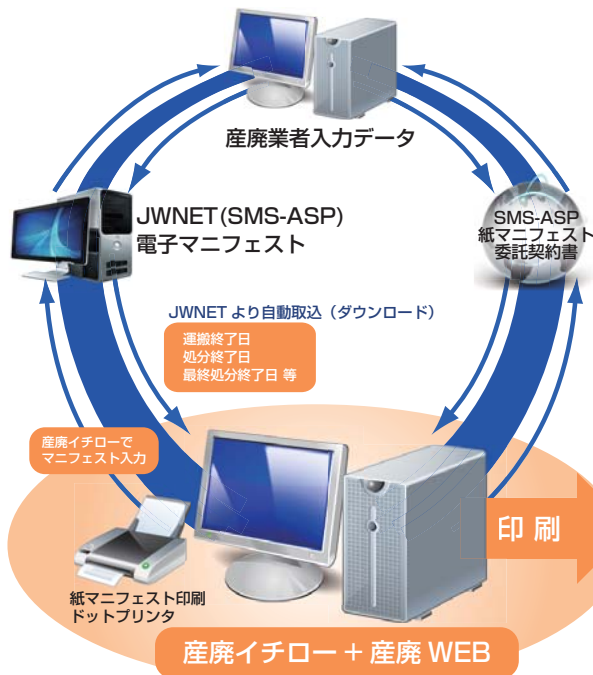 産廃業者入力データ
JWNET(SMS-ASP)
電子マニフェスト
SMS-ASP
紙マニフェスト
委託契約書
JWNETより自動取込（ダウンロード）
運搬終了日
処分終了日
最終処分終了日 等
産廃イチローで
マニフェスト入力
印刷
紙マニフェスト印刷
ドットプリンタ
産廃イチロー + 産廃 WEB